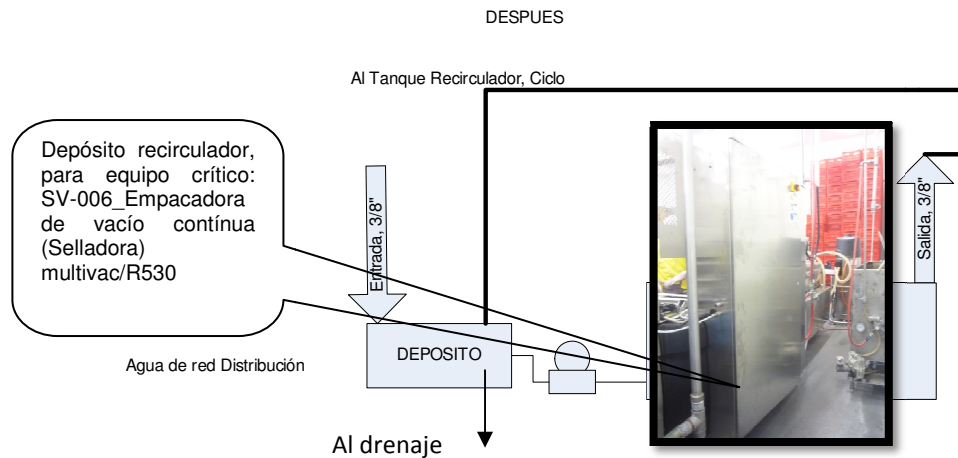 DESPUES
Al Tanque Recirculador, Ciclo
Depósito recirculador,
para equipo crítico:
SV-006_Empacadora
de vacío contínua
(Selladora)
multivac/R530
Entrada, 3/8"
Salida, 3/8"
DEPOSITO
Agua de red Distribución
Al drenaje